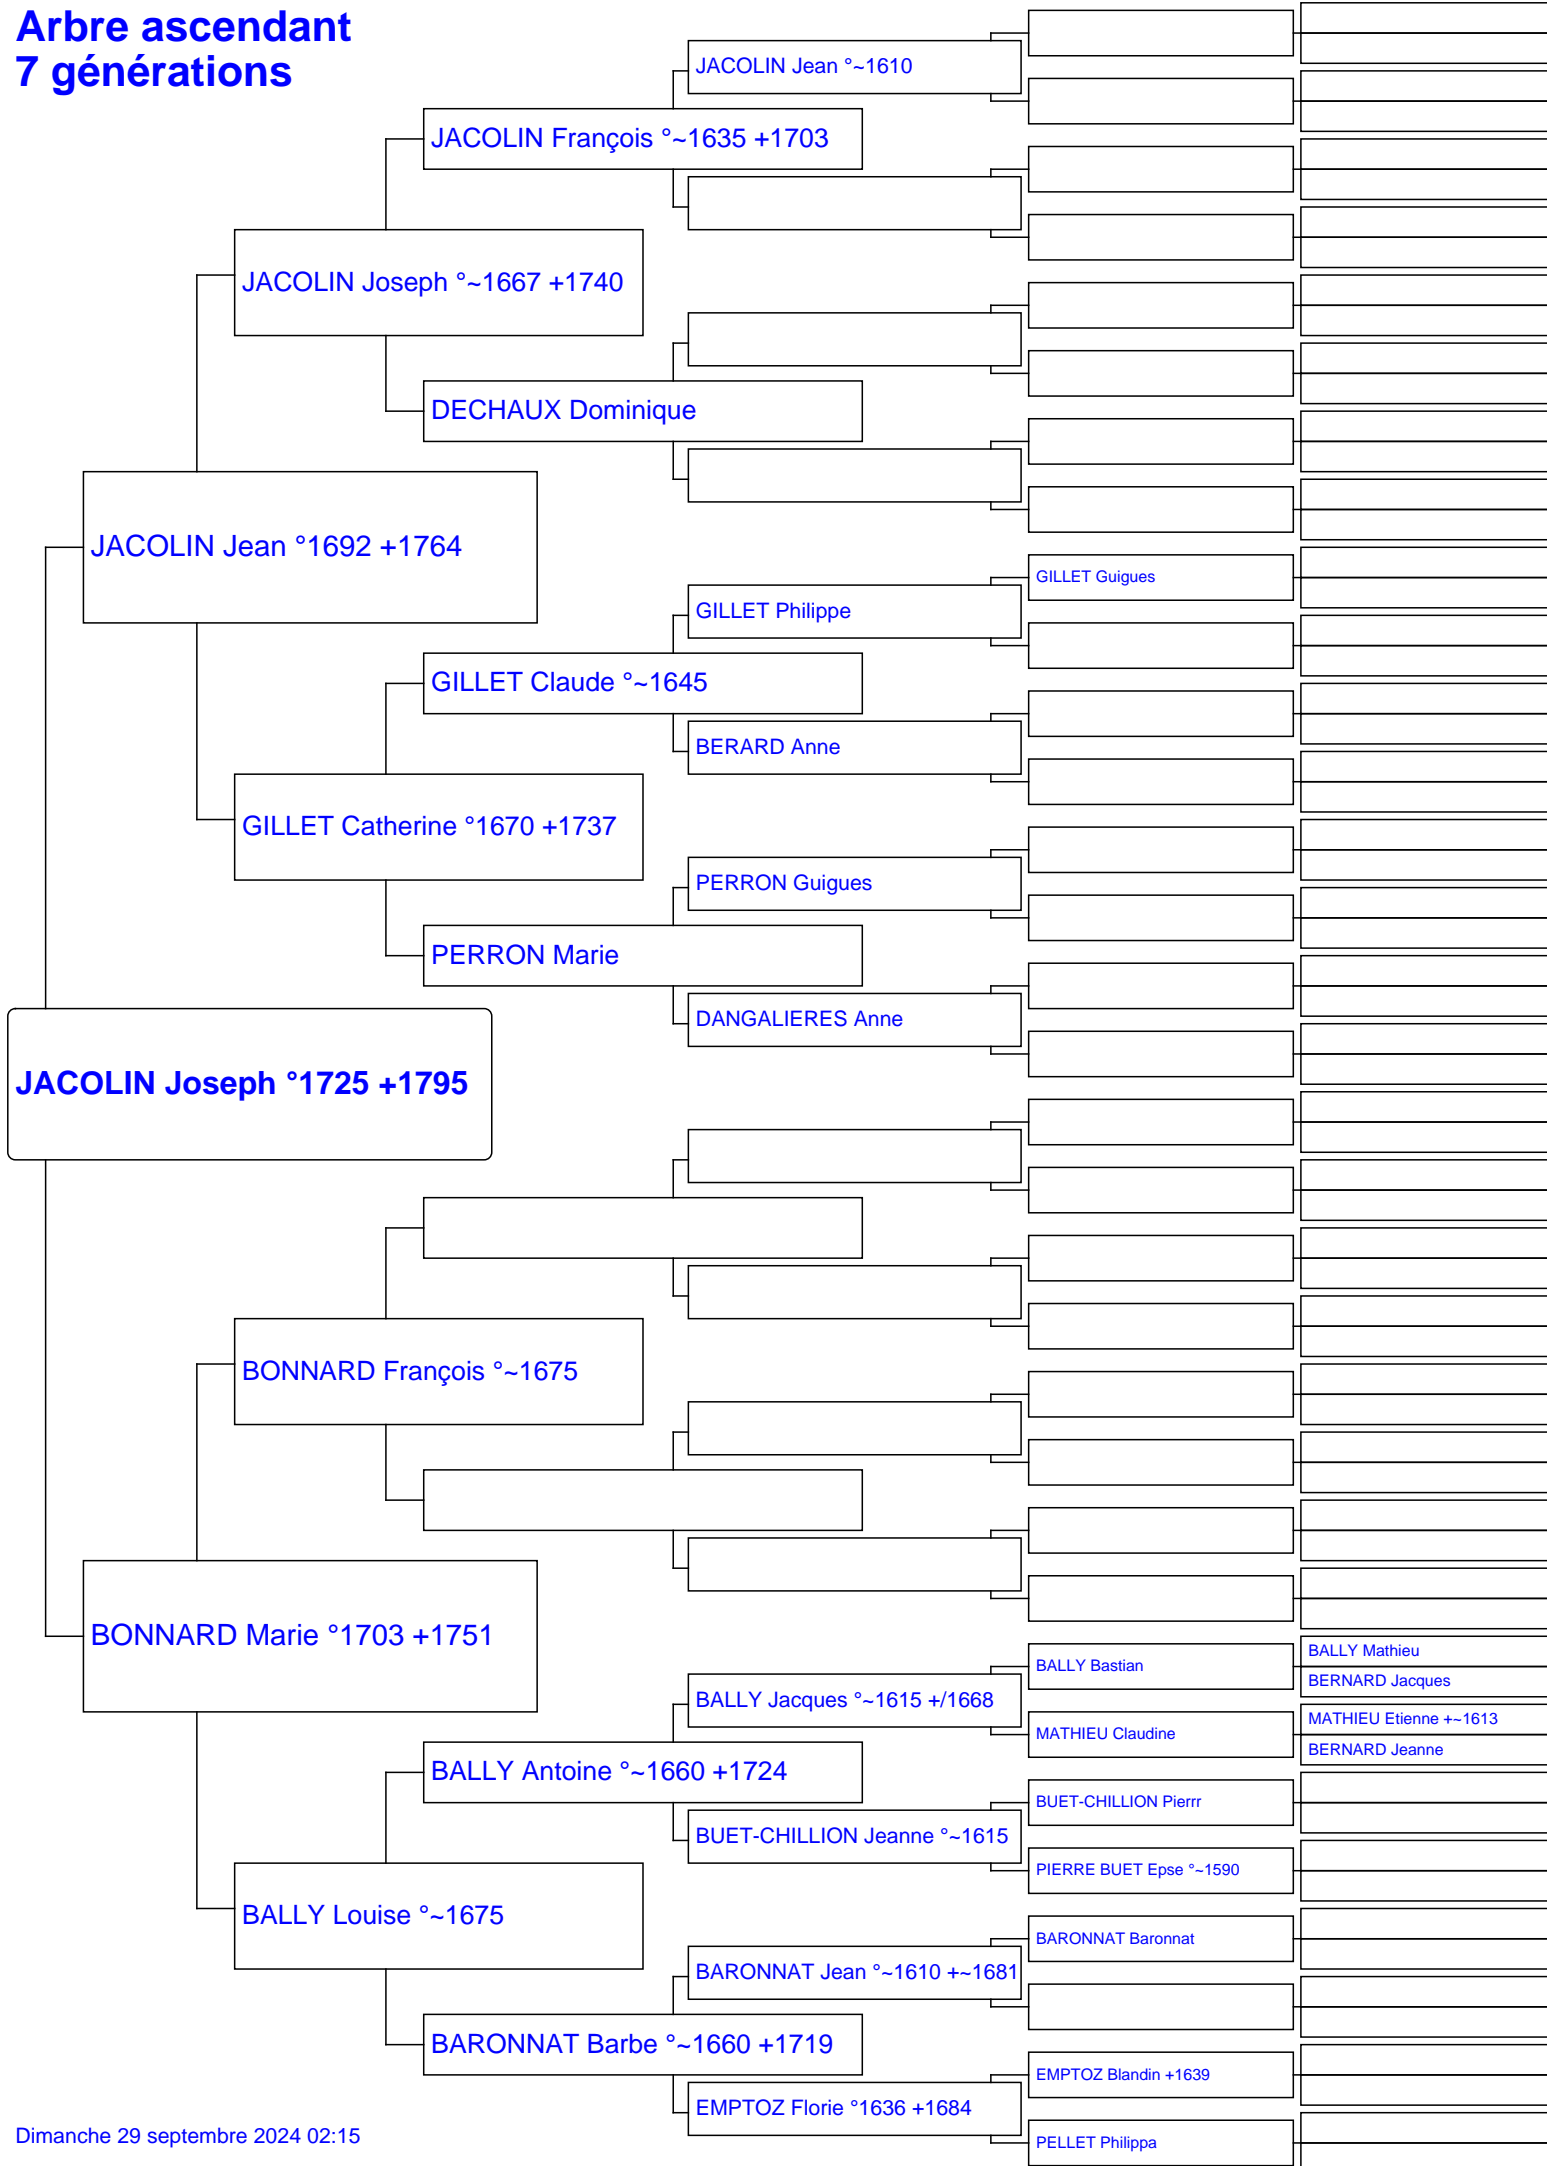 Arbre ascendant
7 générations
JACOLIN Jean °~1610
JACOLIN François °~1635 +1703
JACOLIN Joseph °~1667 +1740
DECHAUX Dominique
JACOLIN Jean °1692 +1764
GILLET Guigues
GILLET Philippe
GILLET Claude °~1645
BERARD Anne
GILLET Catherine °1670 +1737
PERRON Guigues
PERRON Marie
DANGALIERES Anne
JACOLIN Joseph °1725 +1795
BONNARD François °~1675
BONNARD Marie °1703 +1751
BALLY Mathieu
BALLY Bastian
BERNARD Jacques
BALLY Jacques °~1615 +/1668
MATHIEU Etienne +~1613
MATHIEU Claudine
BERNARD Jeanne
BALLY Antoine °~1660 +1724
BUET-CHILLION Pierrr
BUET-CHILLION Jeanne °~1615
PIERRE BUET Epse °~1590
BALLY Louise °~1675
BARONNAT Baronnat
BARONNAT Jean °~1610 +~1681
BARONNAT Barbe °~1660 +1719
EMPTOZ Blandin +1639
EMPTOZ Florie °1636 +1684
PELLET Philippa
Dimanche 29 septembre 2024 02:15